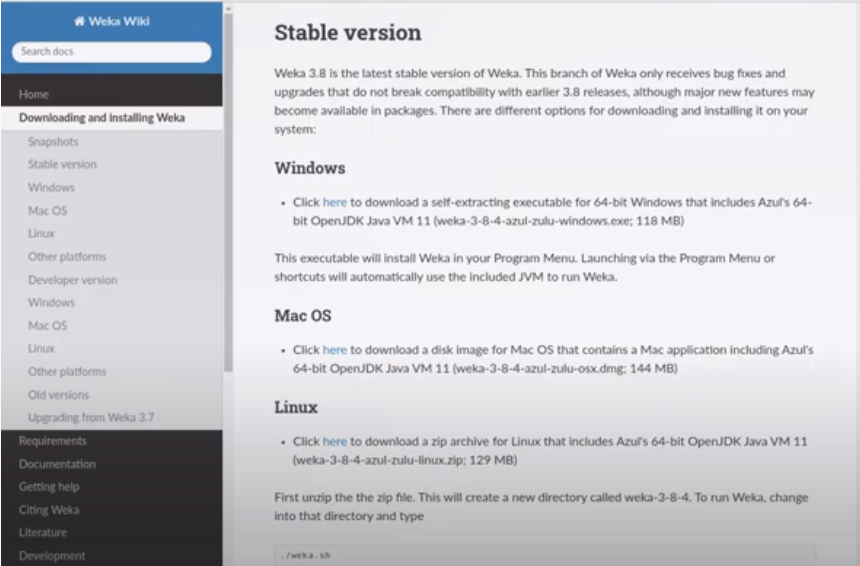 Weka Wiki
Search docs
Home
Downloading and installing Weka
Snapshots
Stable version
Windows
Mac OS
Linux
Other platforms
Developer version
Windows
Mac OS
Linux
Other platforms
Old versions
Upgrading from Weka 3.7
Requirements
Documentation
Getting help
Citing Weka
Literature
Development
Stable version
Weka 3.8 is the latest stable version of Weka. This branch of Weka only receives bug fixes and
upgrades that do not break compatibility with earlier 3.8 releases, although major new features may
become available in packages. There are different options for downloading and installing it on your
system:
Windows
• Click here to download a self-extracting executable for 64-bit Windows that includes Azul's 64-
bit OpenJDK Java VM 11 (weka-3-8-4-azul-zulu-windows.exe; 118 MB)
This executable will install Weka in your Program Menu. Launching via the Program Menu or
shortcuts will automatically use the included JVM to run Weka.
Mac OS
• Click here to download a disk image for Mac OS that contains a Mac application including Azul's
64-bit OpenJDK Java VM 11 (weka-3-8-4-azul-zulu-osx.dmg; 144 MB)
Linux
• Click here to download a zip archive for Linux that includes Azul's 64-bit OpenJDK Java VM 11
(weka-3-8-4-azul-zulu-linux.zip; 129 MB)
First unzip the the zip file. This will create a new directory called weka-3-8-4. To run Weka, change
into that directory and type
./weka.sh